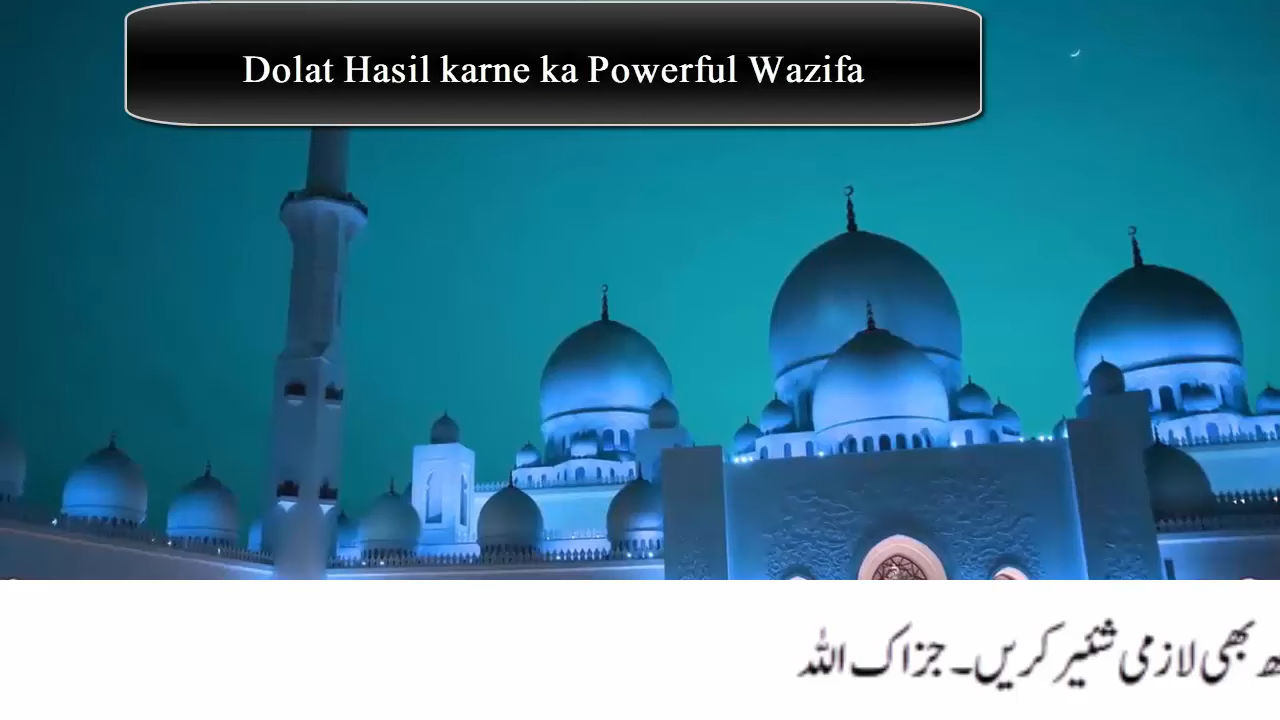 Dolat Hasil karne ka Powerful Wazifa
بھی لازمی شئیر کریں۔ جزاک اللہ